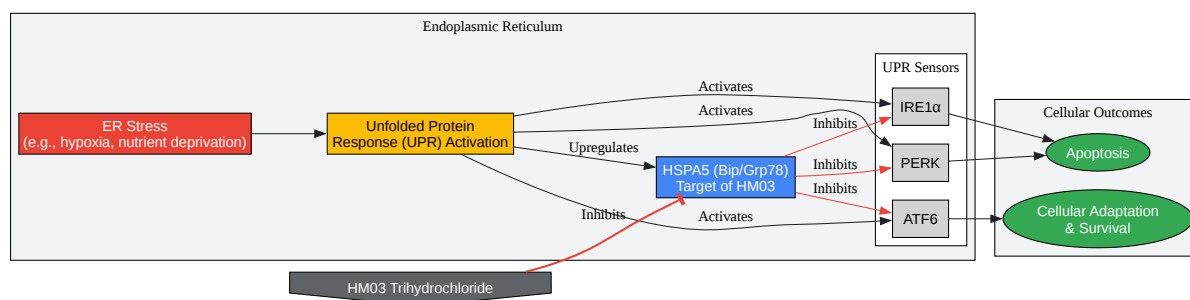 Endoplasmic Reticulum
ER Stress
(e.g., hypoxia, nutrient deprivation)
Unfolded Protein
Response (UPR) Activation
Activates
Activates
Upregulates
Inhibits
Activates
HSPA5 (Bip/Grp78)
Target of HM03
Inhibits
Inhibits
Inhibits
UPR Sensors
IRE1α
PERK
ATF6
Cellular Outcomes
Apoptosis
Cellular Adaptation
& Survival
HM03 Trihydrochloride